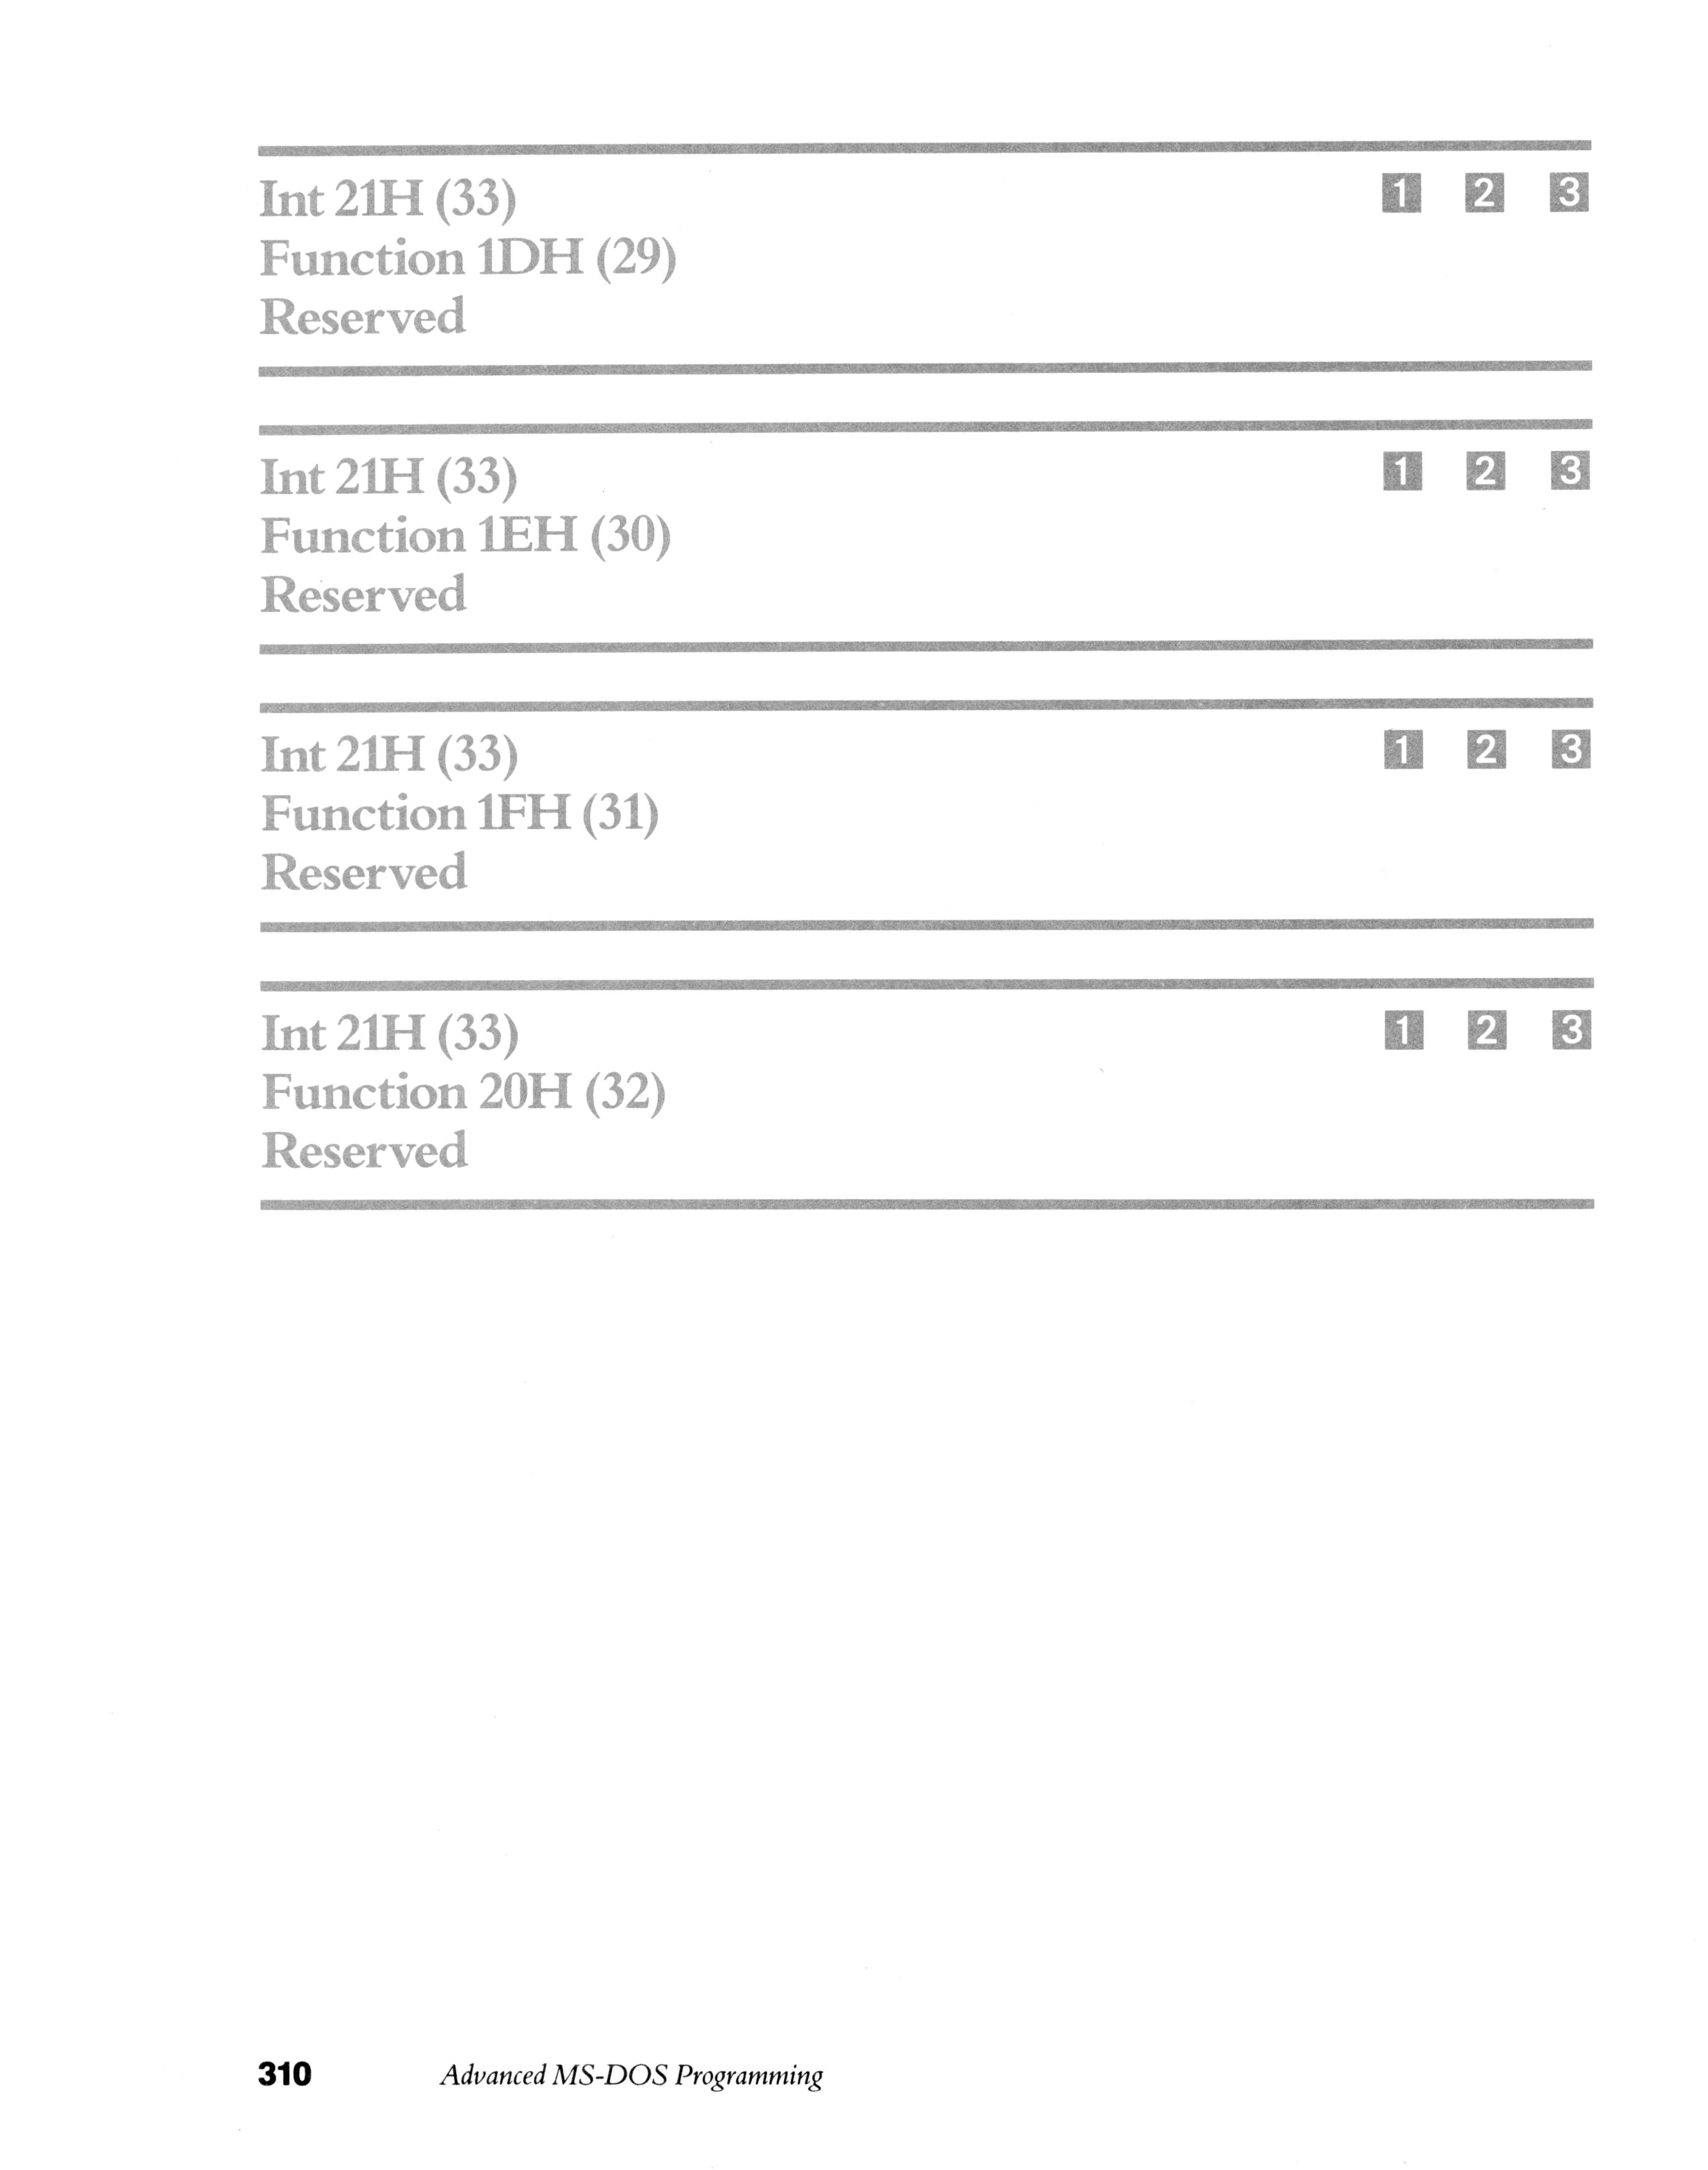 Int 21H (33) 1 2 3
Function 1DH (29)
Reserved
Int 21H (33) 1 2 3
Function 1EH (30)
Reserved
Int 21H (33) 1 2 3
Function 1FH (31)
Reserved
Int 21H (33) 1 2 3
Function 20H (32)
Reserved
310 Advanced MS-DOS Programming